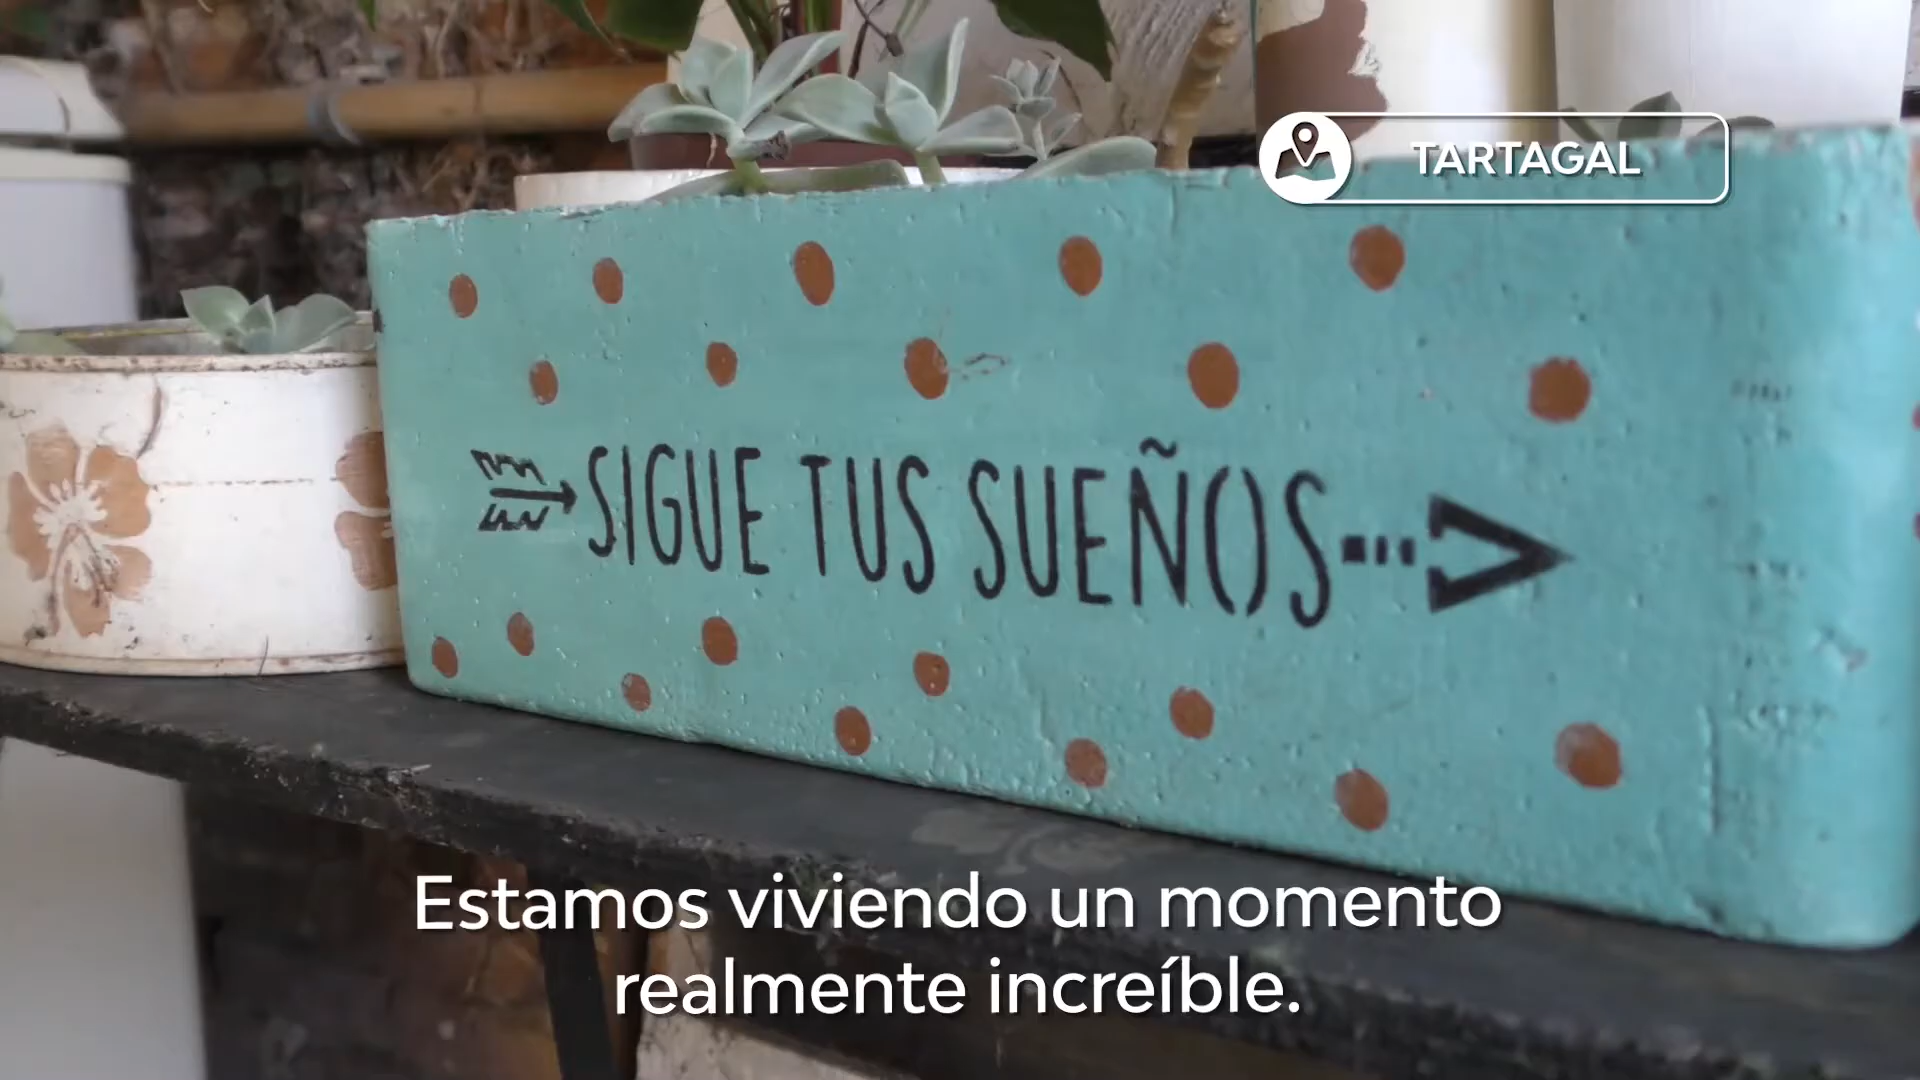 TARTAGAL
SIGUE TUS SUEÑOS
Estamos viviendo un momento
realmente increíble.